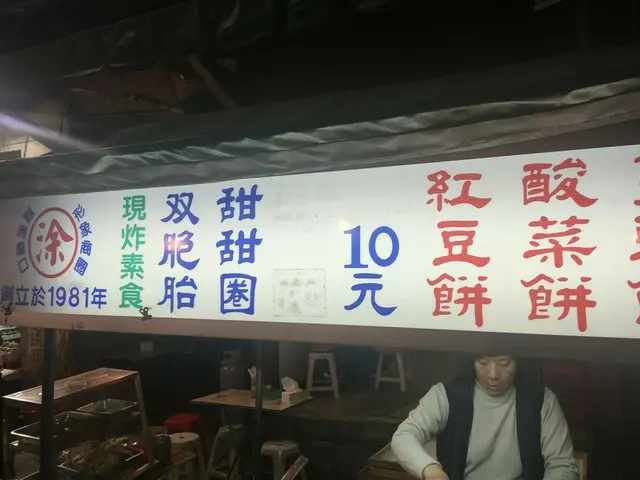 涂
創立於1981年
現炸素食
双胞胎
甜甜圈
10元
紅豆餅
酸菜餅